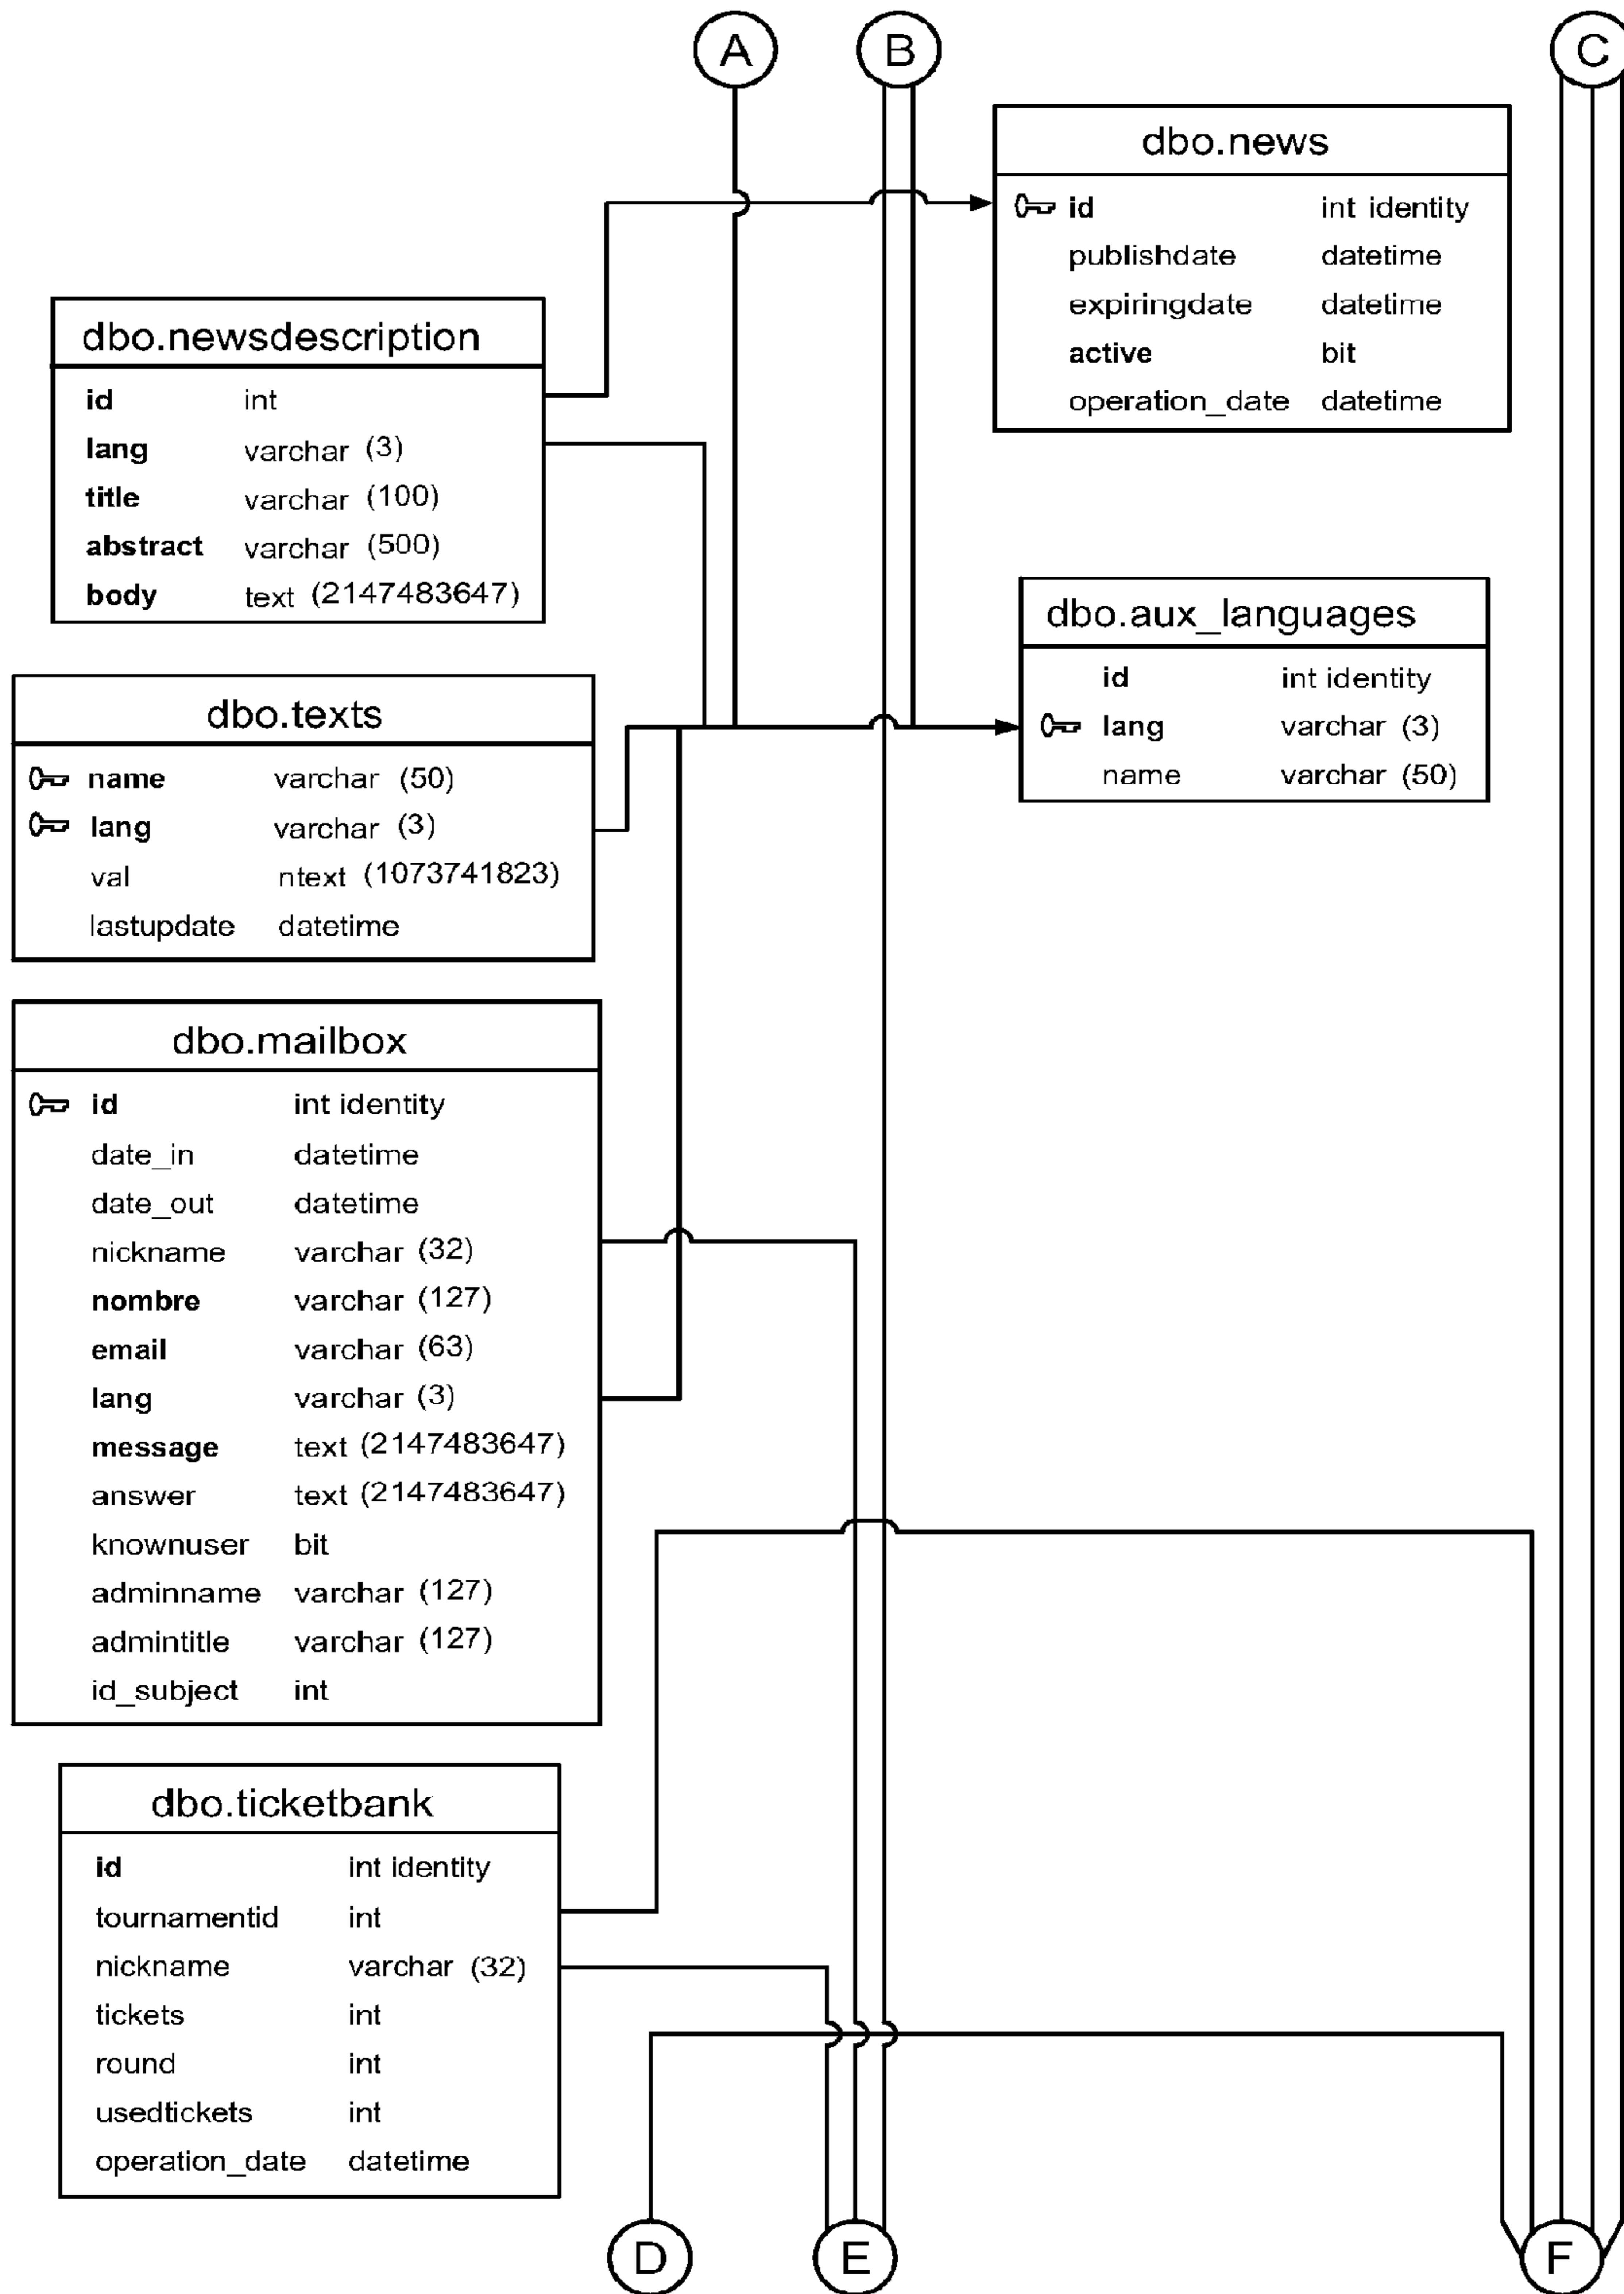 A
B
C
dbo.news
id int identity
publishdate datetime
expiringdate datetime
active bit
operation_date datetime
dbo.newsdescription
id int
lang varchar (3)
title varchar (100)
abstract varchar (500)
body text (2147483647)
dbo.aux_languages
id int identity
lang varchar (3)
name varchar (50)
dbo.texts
name varchar (50)
lang varchar (3)
val ntext (1073741823)
lastupdate datetime
dbo.mailbox
id int identity
date_in datetime
date_out datetime
nickname varchar (32)
nombre varchar (127)
email varchar (63)
lang varchar (3)
message text (2147483647)
answer text (2147483647)
knownuser bit
adminname varchar (127)
admintitle varchar (127)
id_subject int
dbo.ticketbank
id int identity
tournamentid int
nickname varchar (32)
tickets int
round int
usedtickets int
operation_date datetime
D
E
F